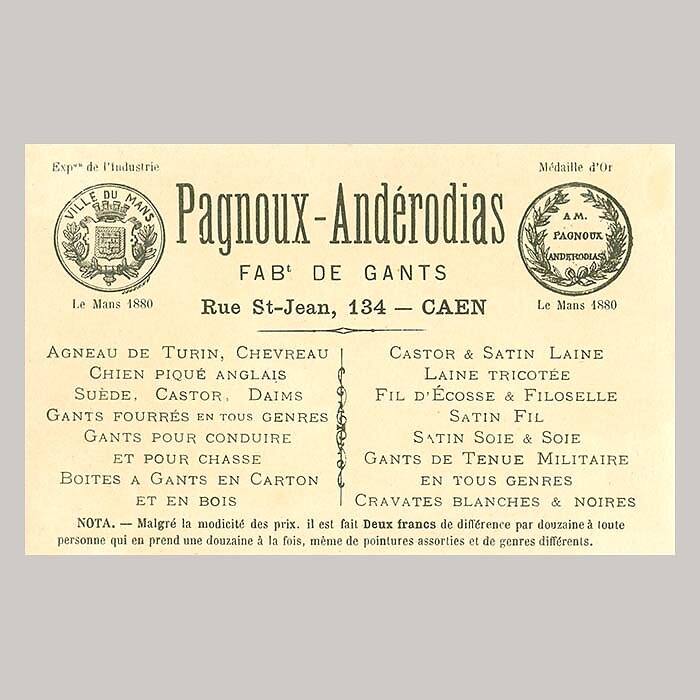 Expon de l'Industrie
VILLE DU MANS
Le Mans 1880
Pagnoux-Andérodias
FABt DE GANTS
Rue St-Jean, 134 — CAEN
Médaille d'Or
A M.
PAGNOUX
ANDERODIAS
Le Mans 1880
AGNEAU DE TURIN, CHEVREAU
CHIEN PIQUÉ ANGLAIS
SUÈDE, CASTOR, DAIMS
GANTS FOURRÉS EN TOUS GENRES
GANTS POUR CONDUIRE
ET POUR CHASSE
BOITES A GANTS EN CARTON
ET EN BOIS
CASTOR & SATIN LAINE
LAINE TRICOTÉE
FIL D'ÉCOSSE & FILOSELLE
SATIN FIL
SATIN SOIE & SOIE
GANTS DE TENUE MILITAIRE
EN TOUS GENRES
CRAVATES BLANCHES & NOIRES
NOTA. — Malgré la modicité des prix. il est fait Deux francs de différence par douzaine à toute
personne qui en prend une douzaine à la fois, même de pointures assorties et de genres différents.